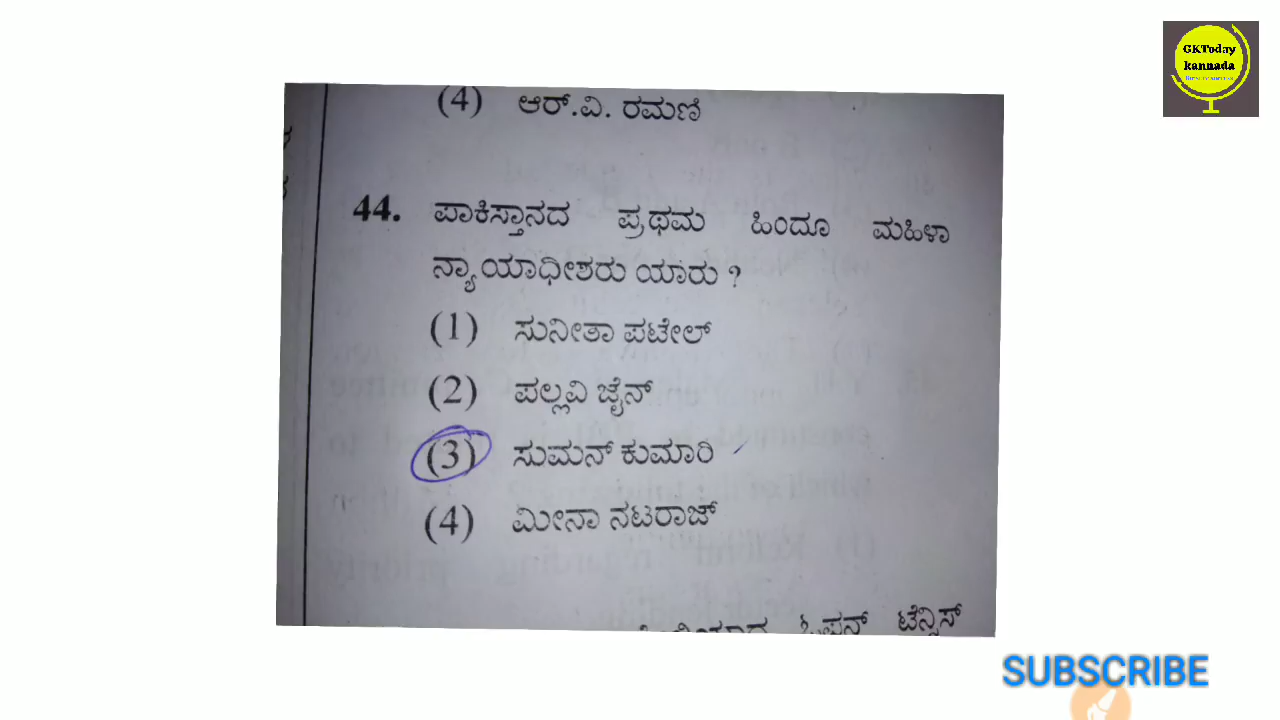 GKToday
kannada
(4) ಆರ್.ವಿ. ರಮಣಿ
44. ಪಾಕಿಸ್ತಾನದ ಪ್ರಥಮ ಹಿಂದೂ ಮಹಿಳಾ
ನ್ಯಾಯಾಧೀಶರು ಯಾರು ?
(1) ಸುನೀತಾ ಪಟೇಲ್
(2) ಪಲ್ಲವಿ ಜೈನ್
(3) ಸುಮನ್ ಕುಮಾರಿ
(4) ಮೀನಾ ನಟರಾಜ್
ಓಪನ್ ಟೆನ್ನಿಸ್
SUBSCRIBE